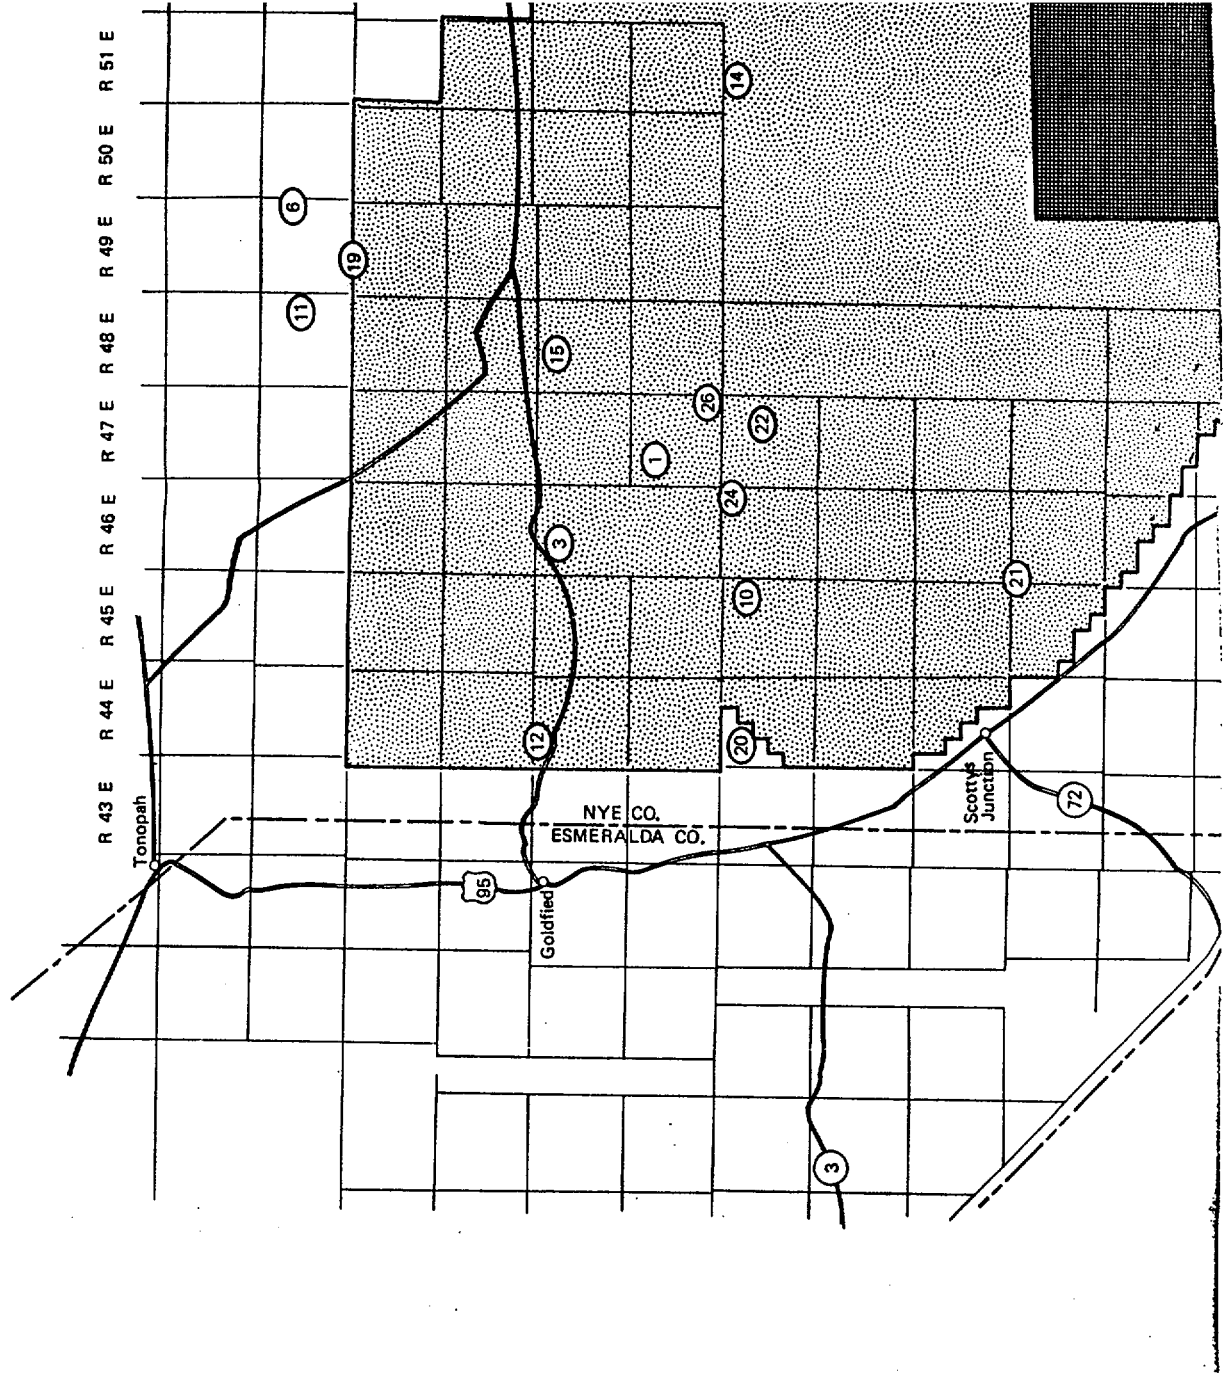 R 43 E
R 44 E
R 45 E
R 46 E
R 47 E
R 48 E
R 49 E
R 50 E
R 51 E
Tonopah
6
19
11
14
15
26
22
1
24
3
10
21
12
20
NYE CO.
ESMERALDA CO.
95
Goldfied
Scottys
Junction
72
3